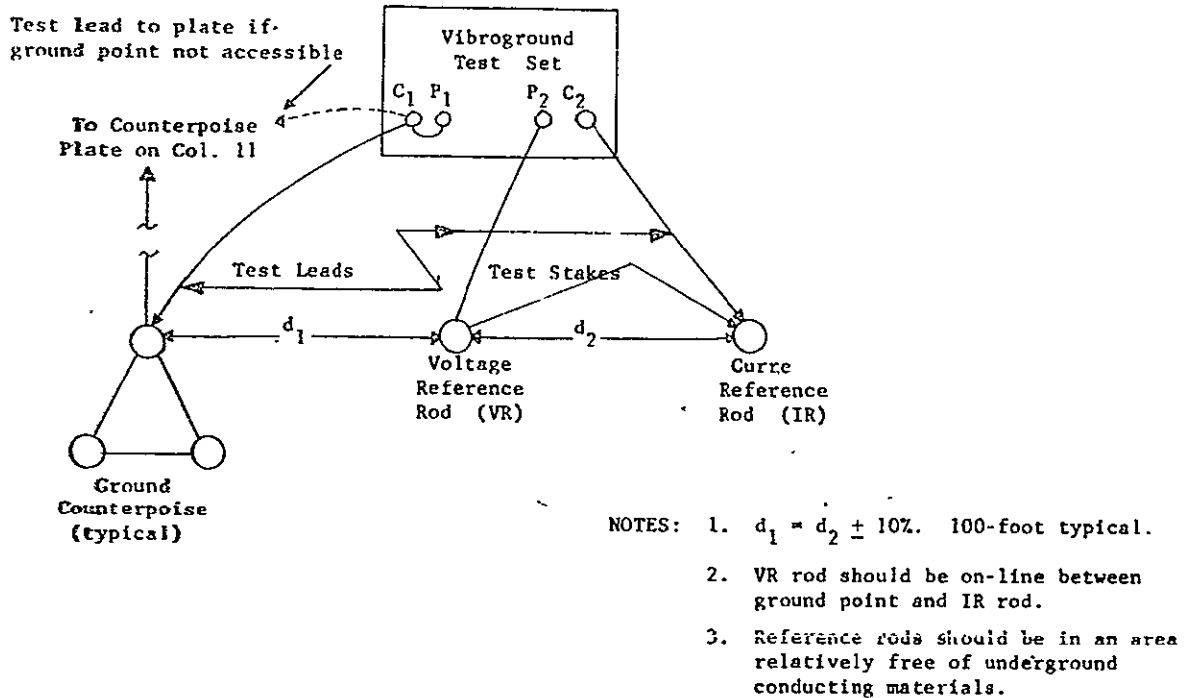 Test lead to plate if
ground point not accessible
Vibroground
Test Set
C1 P1 P2 C2
To Counterpoise
Plate on Col. 11
Test Leads
Test Stakes
d1
d2
Voltage
Reference
Rod (VR)
Curre
Reference
Rod (IR)
Ground
Counterpoise
(typical)
NOTES: 1. d1 = d2 ± 10%. 100-foot typical.
2. VR rod should be on-line between
ground point and IR rod.
3. Reference rods should be in an area
relatively free of underground
conducting materials.